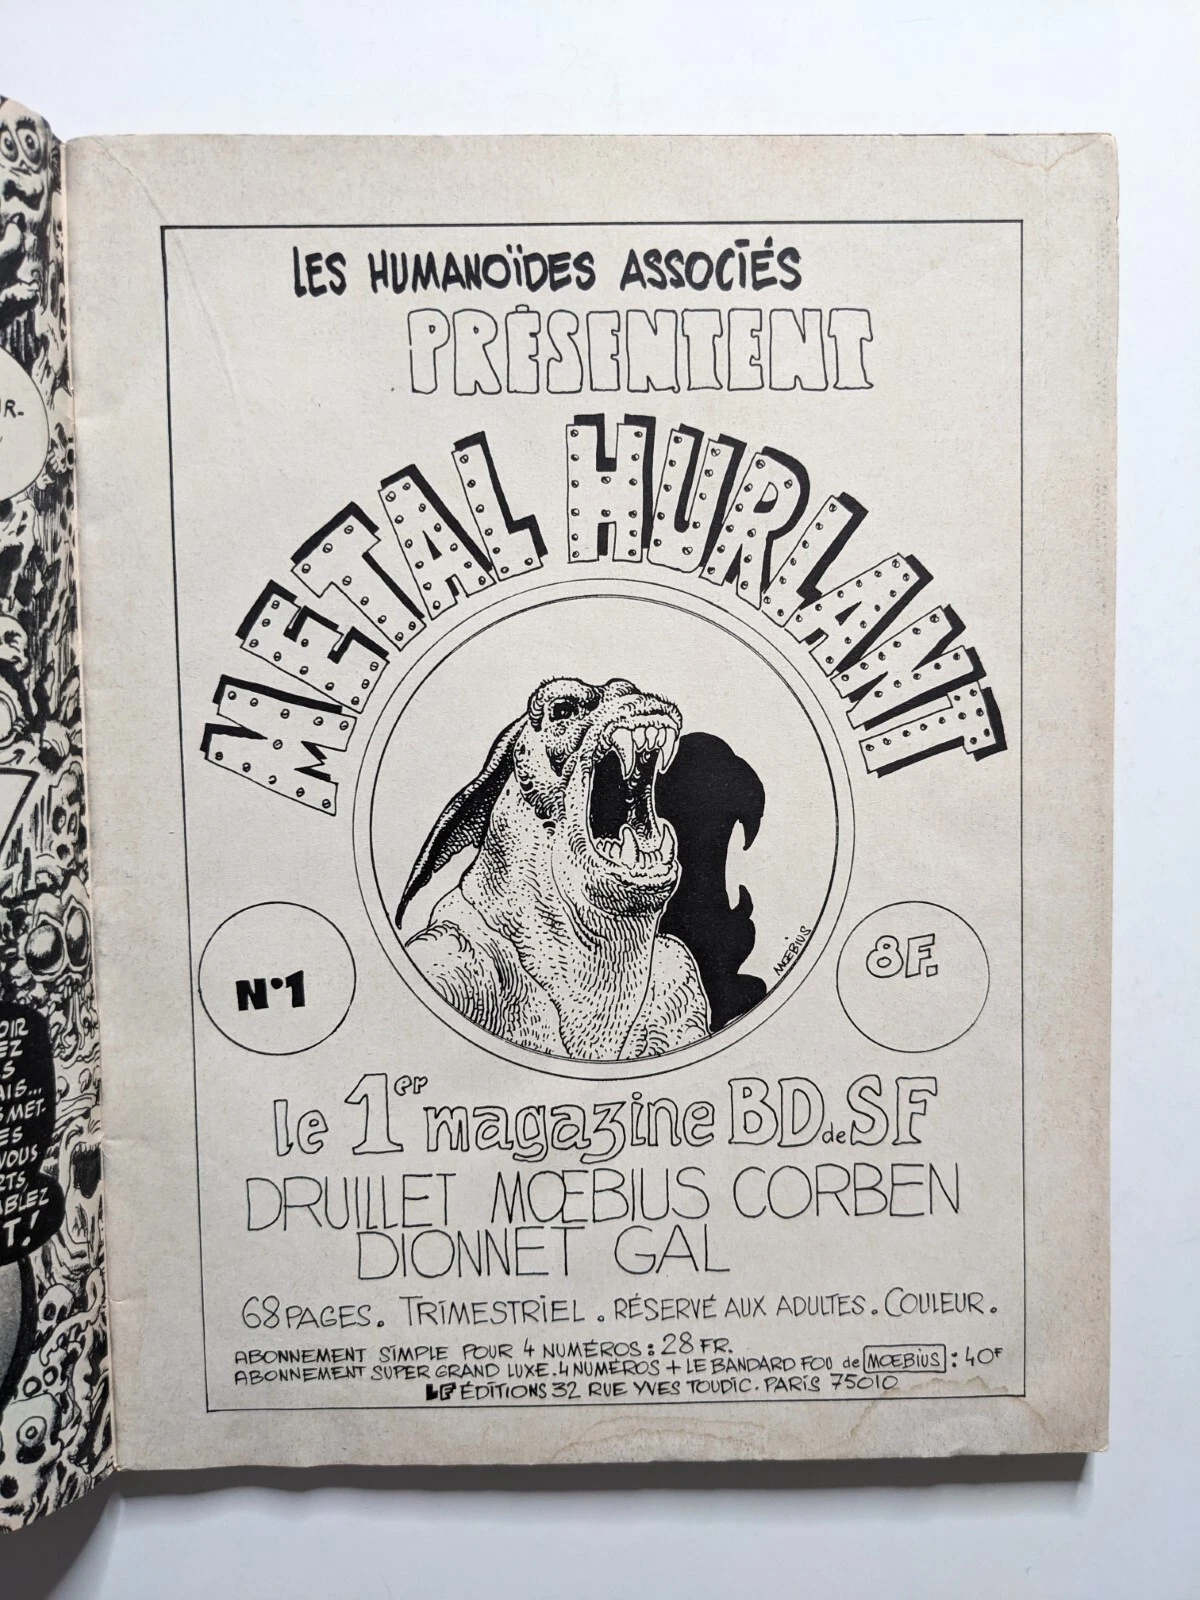 LES HUMANOÏDES ASSOCIÉS
PRÉSENTENT
METAL HURLANT
MOEBIUS
N°1
8F.
le 1er magazine BD de SF
DRUILLET MŒBIUS CORBEN
DIONNET GAL
68 PAGES. TRIMESTRIEL. RÉSERVÉ AUX ADULTES. COULEUR.
ABONNEMENT SIMPLE POUR 4 NUMÉROS: 28 FR.
ABONNEMENT SUPER GRAND LUXE. 4 NUMÉROS + LE BANDARD FOU de MOEBIUS: 40F
LF ÉDITIONS 32 RUE YVES TOUDIC. PARIS 75010